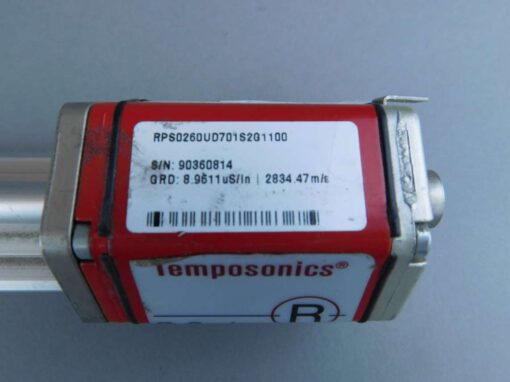 RPS0260UD701S2G1100
S/N: 90360814
GRD: 8.9611uS/In | 2834.47m/s
Temposonics®
R